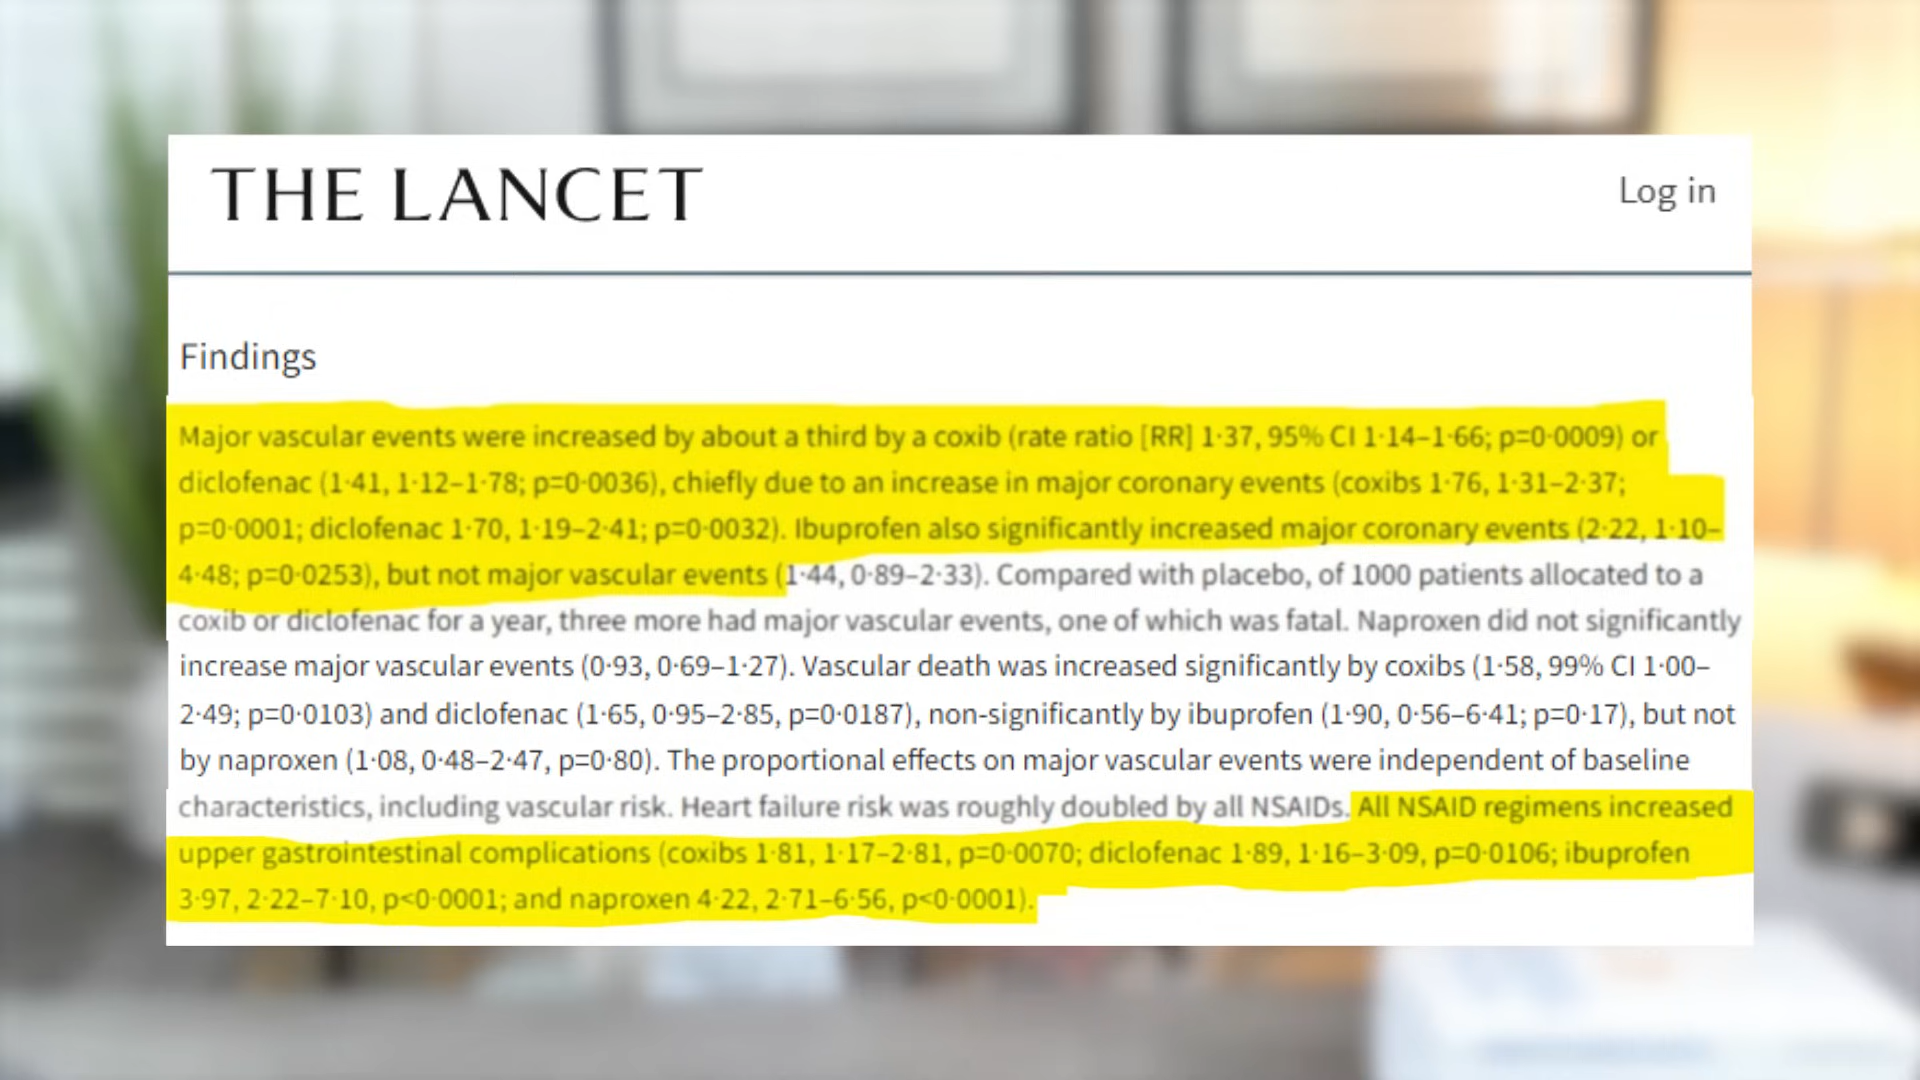 THE LANCET
Log in
Findings
Major vascular events were increased by about a third by a coxib (rate ratio [RR] 1·37, 95% CI 1·14–1·66; p=0·0009) or
diclofenac (1·41, 1·12–1·78; p=0·0036), chiefly due to an increase in major coronary events (coxibs 1·76, 1·31–2·37;
p=0·0001; diclofenac 1·70, 1·19–2·41; p=0·0032). Ibuprofen also significantly increased major coronary events (2·22, 1·10–
4·48; p=0·0253), but not major vascular events (1·44, 0·89–2·33). Compared with placebo, of 1000 patients allocated to a
coxib or diclofenac for a year, three more had major vascular events, one of which was fatal. Naproxen did not significantly
increase major vascular events (0·93, 0·69–1·27). Vascular death was increased significantly by coxibs (1·58, 99% CI 1·00–
2·49; p=0·0103) and diclofenac (1·65, 0·95–2·85, p=0·0187), non-significantly by ibuprofen (1·90, 0·56–6·41; p=0·17), but not
by naproxen (1·08, 0·48–2·47, p=0·80). The proportional effects on major vascular events were independent of baseline
characteristics, including vascular risk. Heart failure risk was roughly doubled by all NSAIDs. All NSAID regimens increased
upper gastrointestinal complications (coxibs 1·81, 1·17–2·81, p=0·0070; diclofenac 1·89, 1·16–3·09, p=0·0106; ibuprofen
3·97, 2·22–7·10, p<0·0001; and naproxen 4·22, 2·71–6·56, p<0·0001).